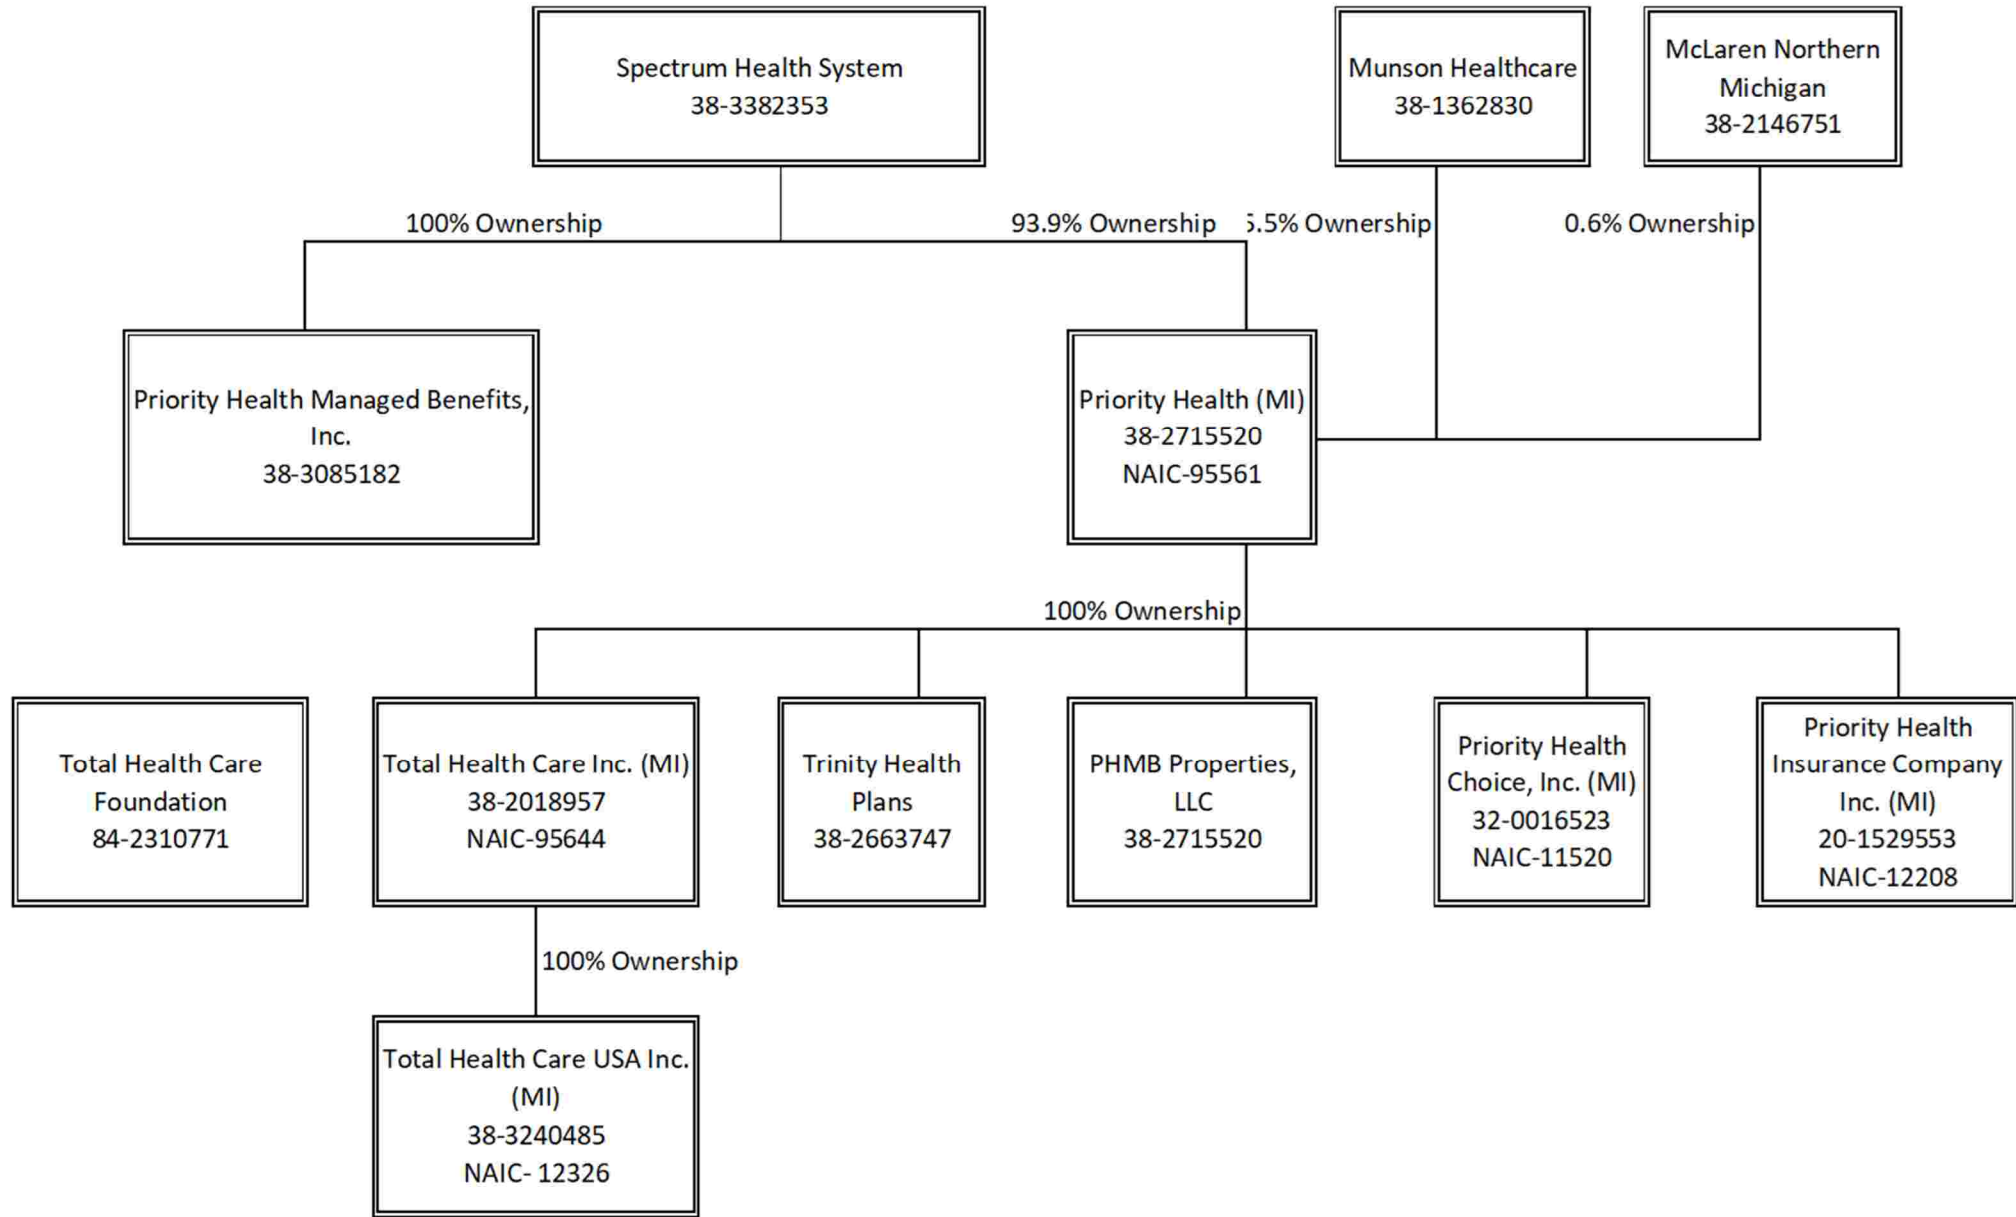 Spectrum Health System
38-3382353
Munson Healthcare
38-1362830
McLaren Northern
Michigan
38-2146751
100% Ownership
93.9% Ownership
5.5% Ownership
0.6% Ownership
Priority Health Managed Benefits,
Inc.
38-3085182
Priority Health (MI)
38-2715520
NAIC-95561
100% Ownership
Total Health Care
Foundation
84-2310771
Total Health Care Inc. (MI)
38-2018957
NAIC-95644
Trinity Health
Plans
38-2663747
PHMB Properties,
LLC
38-2715520
Priority Health
Choice, Inc. (MI)
32-0016523
NAIC-11520
Priority Health
Insurance Company
Inc. (MI)
20-1529553
NAIC-12208
100% Ownership
Total Health Care USA Inc.
(MI)
38-3240485
NAIC- 12326